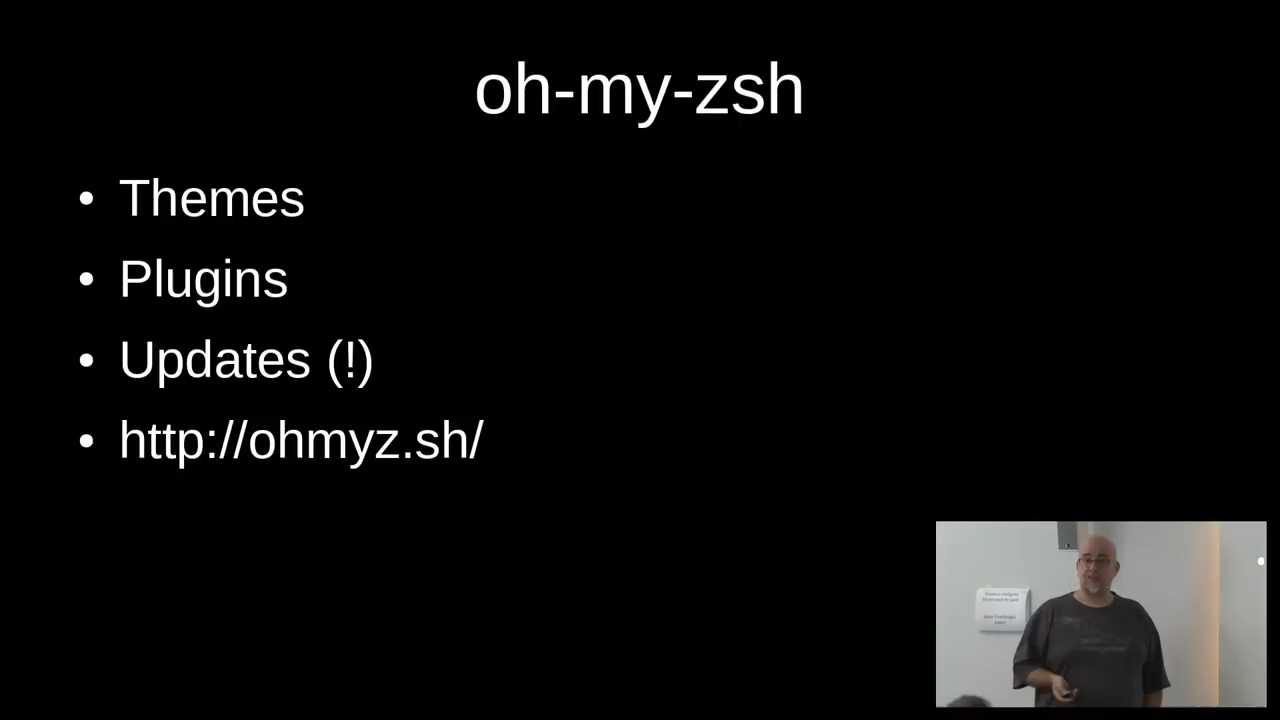 oh-my-zsh
• Themes
• Plugins
• Updates (!)
• http://ohmyz.sh/